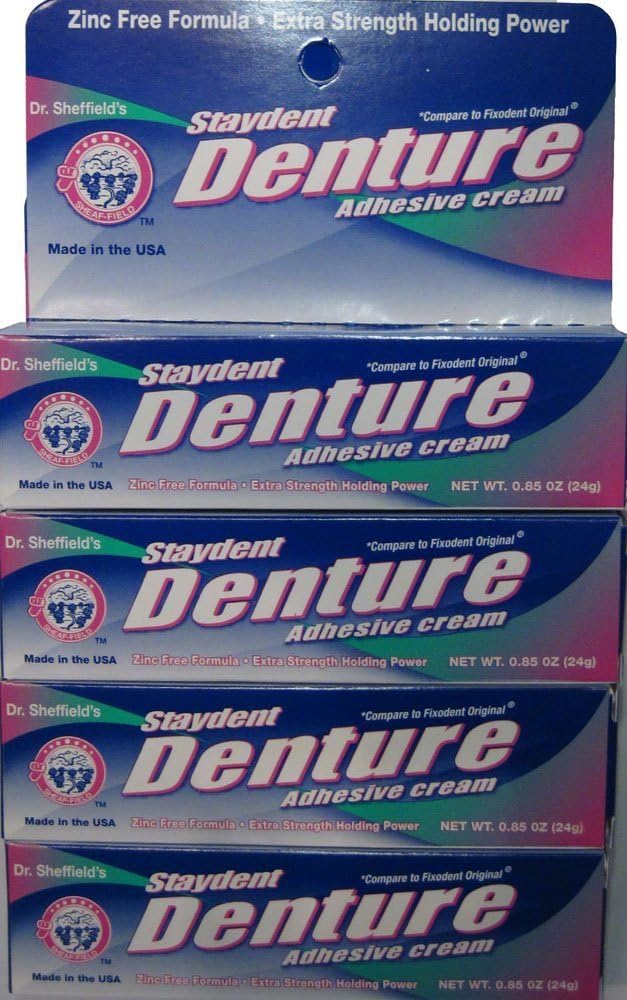 Zinc Free Formula • Extra Strength Holding Power
Dr. Sheffield's
Staydent
*Compare to Fixodent Original®
Denture
Adhesive cream
SHEAF-FIELD
TM
Made in the USA
Dr. Sheffield's
Staydent
*Compare to Fixodent Original®
Denture
Adhesive cream
SHEAF-FIELD
TM
Made in the USA Zinc Free Formula • Extra Strength Holding Power NET WT. 0.85 OZ (24g)
Dr. Sheffield's
Staydent
*Compare to Fixodent Original®
Denture
Adhesive cream
SHEAF-FIELD
TM
Made in the USA Zinc Free Formula • Extra Strength Holding Power NET WT. 0.85 OZ (24g)
Dr. Sheffield's
Staydent
*Compare to Fixodent Original®
Denture
Adhesive cream
SHEAF-FIELD
TM
Made in the USA Zinc Free Formula • Extra Strength Holding Power NET WT. 0.85 OZ (24g)
Dr. Sheffield's
Staydent
*Compare to Fixodent Original®
Denture
Adhesive cream
SHEAF-FIELD
TM
Made in the USA Zinc Free Formula • Extra Strength Holding Power NET WT. 0.85 OZ (24g)